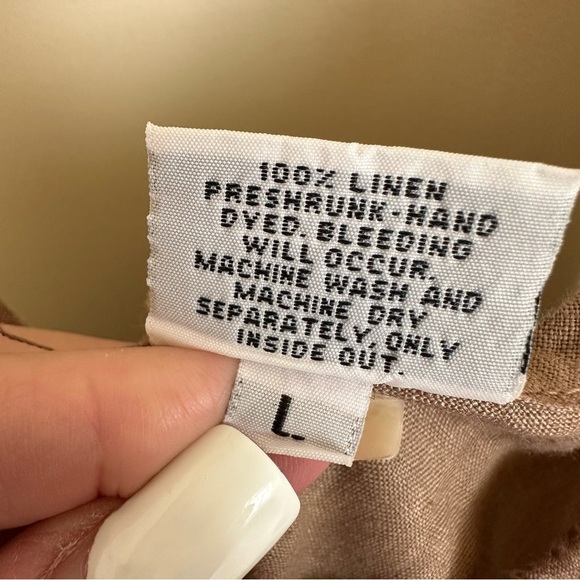 100% LINEN
PRESHRUNK-HAND
DYED. BLEEDING
WILL OCCUR.
MACHINE WASH AND
MACHINE DRY
SEPARATELY, ONLY
INSIDE OUT.
L.